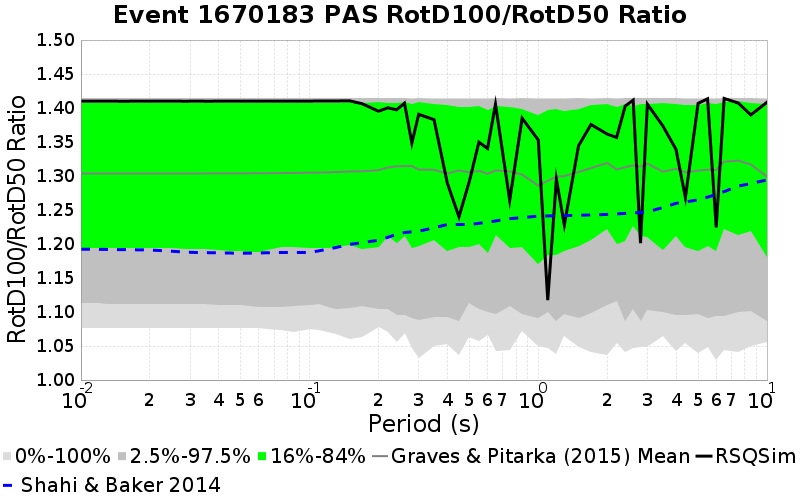 Event 1670183 PAS RotD100/RotD50 Ratio
RotD100/RotD50 Ratio
1.50
1.45
1.40
1.35
1.30
1.25
1.20
1.15
1.10
1.05
1.00
10-2 2 3 4 5 6 10-1 2 3 4 5 6 7 100 2 3 4 5 6 7 101
Period (s)
0%-100% 2.5%-97.5% 16%-84% Graves & Pitarka (2015) Mean RSQSim
Shahi & Baker 2014